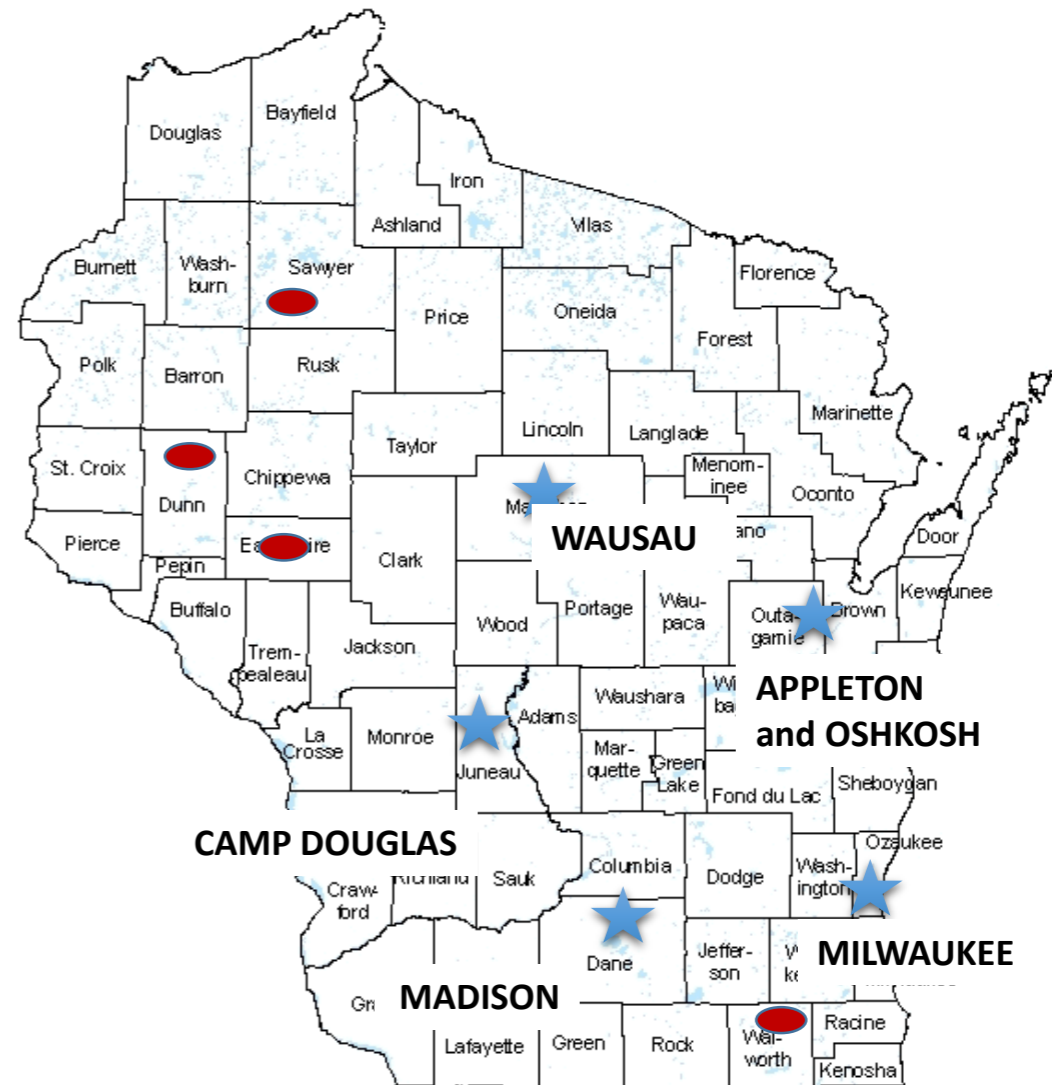 Bayfield
Douglas
Iron
Ashland
Vilas
Burnett
Wash-
burn
Sawyer
Florence
Price
Oneida
Forest
Polk
Barron
Rusk
Marinette
Lincoln
Langlade
Taylor
St. Croix
Chippewa
Menom-
inee
Oconto
Dunn
WAUSAU
Pierce
Clark
Door
Pepin
Kewaunee
Buffalo
Portage
Wau-
paca
Outa-
gamie
Brown
Wood
Jackson
Trem-
pealeau
APPLETON
and OSHKOSH
Waushara
Adams
La
Crosse
Monroe
Mar-
quette
Green
Lake
Juneau
Sheboygan
Fond du Lac
CAMP DOUGLAS
Ozaukee
Columbia
Dodge
Wash-
ington
Richland
Sauk
Craw-
ford
Jeffer-
son
MILWAUKEE
Dane
MADISON
Racine
Lafayette
Green
Rock
Wal-
worth
Kenosha